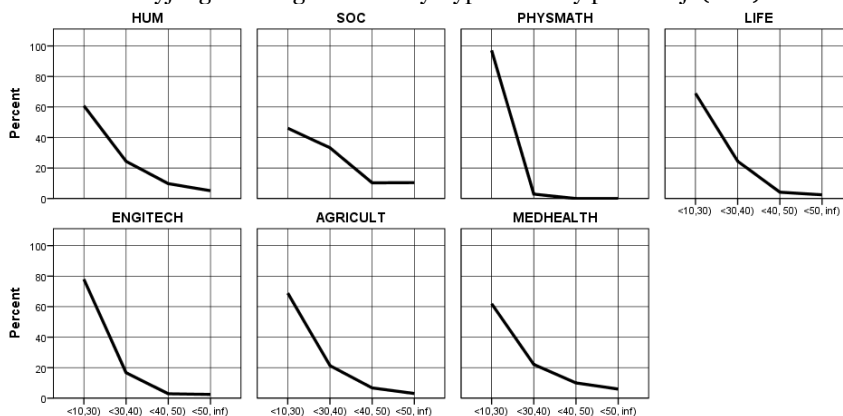 HUM SOC PHYSMATH LIFE
Percent
100
80
60
40
20
0
<10,30) <30,40) <40, 50) <50, inf)
ENGITECH AGRICULT MEDHEALTH
Percent
100
80
60
40
20
0
<10,30) <30,40) <40, 50) <50, inf) <10,30) <30,40) <40, 50) <50, inf) <10,30) <30,40) <40, 50) <50, inf)